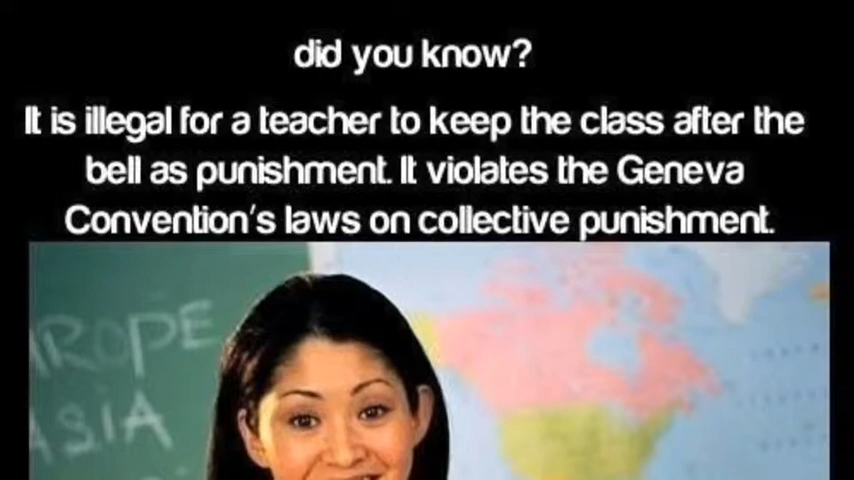 did you know?
It is illegal for a teacher to keep the class after the
bell as punishment. It violates the Geneva
Convention's laws on collective punishment.
ROPE
ASIA